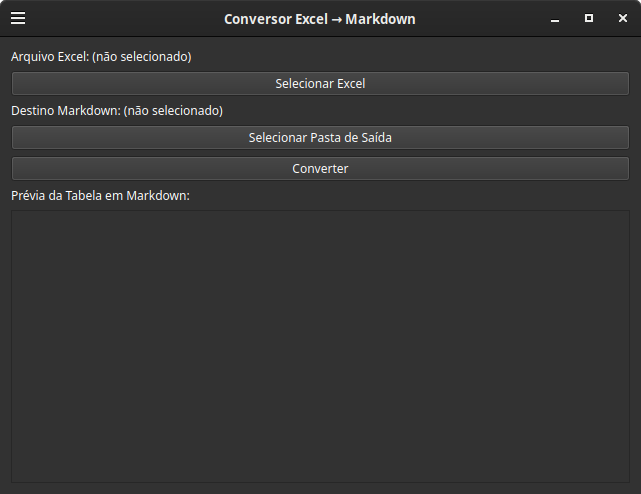 Conversor Excel → Markdown
Arquivo Excel: (não selecionado)
Selecionar Excel
Destino Markdown: (não selecionado)
Selecionar Pasta de Saída
Converter
Prévia da Tabela em Markdown: